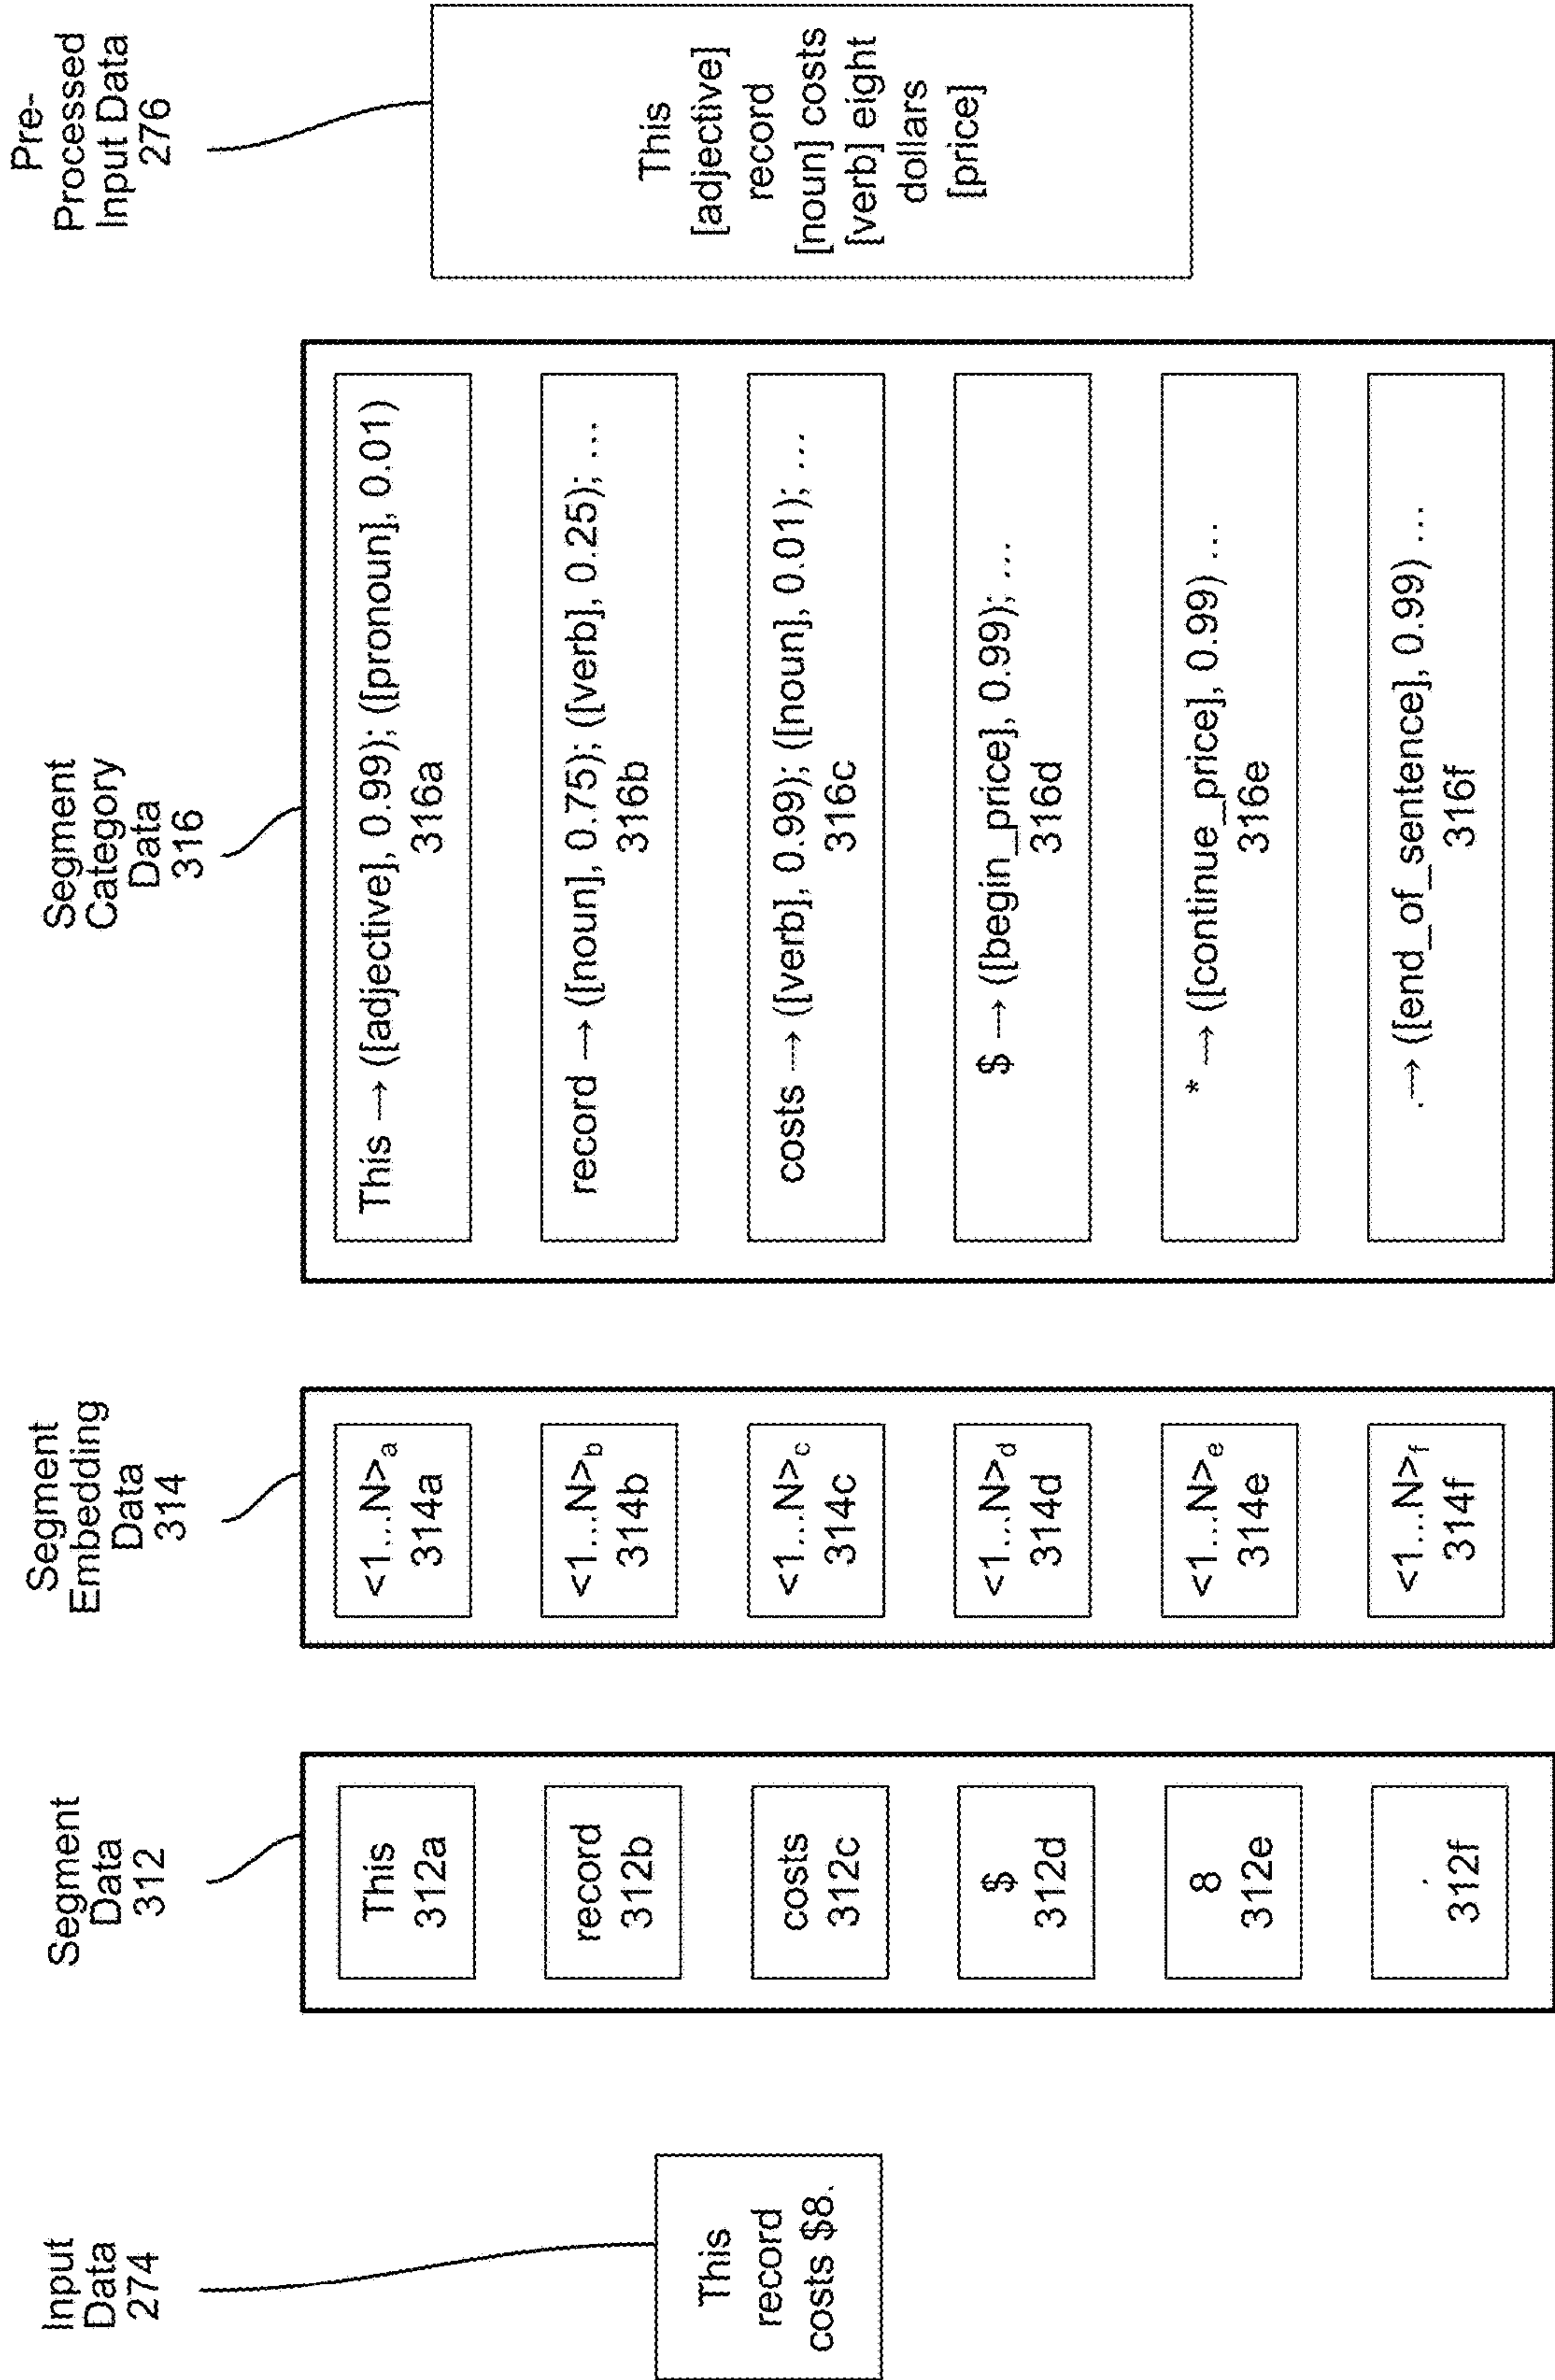 Input
Data
274
This
record
costs $8.
Segment
Data
312
This
312a
record
312b
costs
312c
$
312d
8
312e
.
312f
Segment
Embedding
Data
314
<1...N>a
314a
<1...N>b
314b
<1...N>c
314c
<1...N>d
314d
<1...N>e
314e
<1...N>f
314f
Segment
Category
Data
316
This → ([adjective], 0.99); ([pronoun], 0.01)
316a
record → ([noun], 0.75); ([verb], 0.25); ...
316b
costs → ([verb], 0.99); ([noun], 0.01); ...
316c
$ → ([begin_price], 0.99); ...
316d
* → ([continue_price], 0.99) ...
316e
. → ([end_of_sentence], 0.99) ...
316f
Pre-
Processed
Input Data
276
This
[adjective]
record
[noun] costs
[verb] eight
dollars
[price]